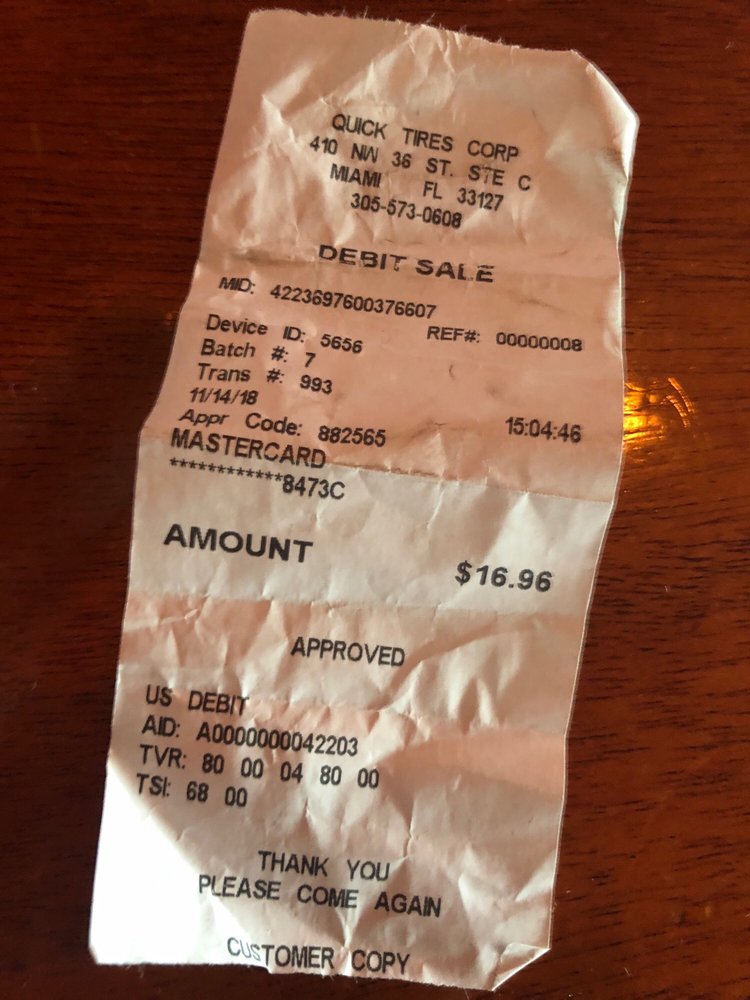 QUICK TIRES CORP
410 NW 36 ST. STE C
MIAMI FL 33127
305-573-0608
DEBIT SALE
MID: 4223697600376607
REF#: 00000008
Device ID: 5656
Batch #: 7
Trans #: 993
11/14/18 15:04:46
Appr Code: 882565
MASTERCARD
************8473C
AMOUNT $16.96
APPROVED
US DEBIT
AID: A0000000042203
TVR: 80 00 04 80 00
TSI: 68 00
THANK YOU
PLEASE COME AGAIN
CUSTOMER COPY